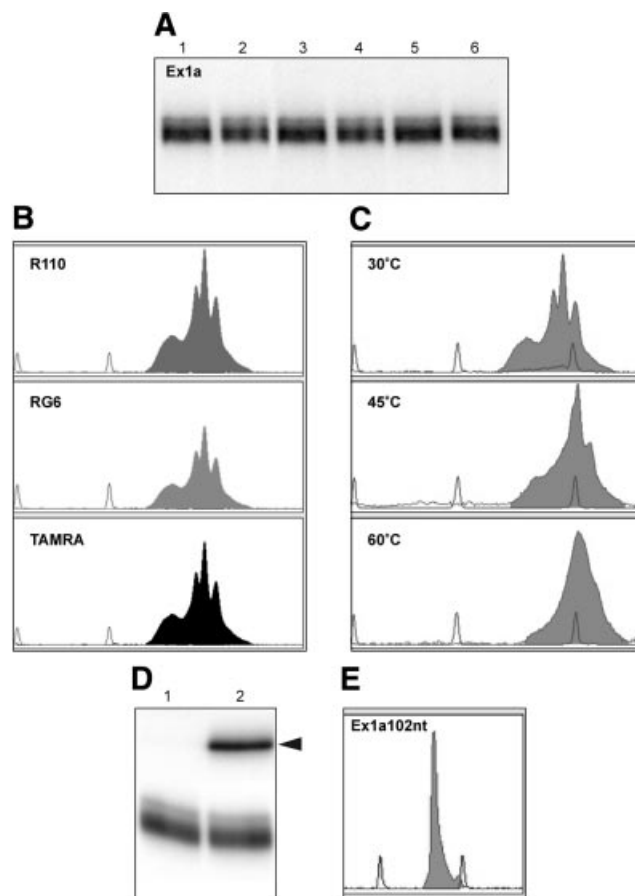 A
1 2 3 4 5 6
Ex1a
B
R110
RG6
TAMRA
C
30°C
45°C
60°C
D
1 2
E
Ex1a102nt